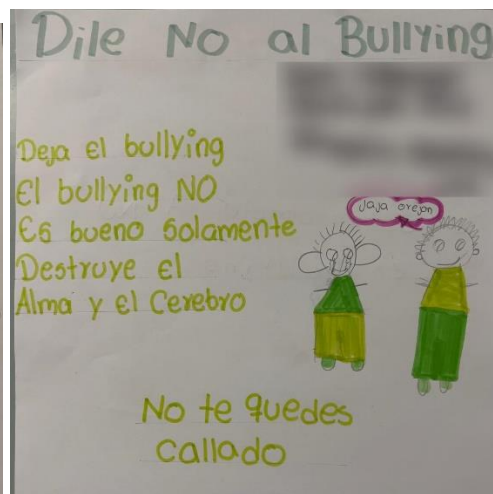 Dile No al Bullying
Deja el bullying
El bullying NO
Es bueno Solamente
Destruye el
Alma y el Cerebro
Jaja orejon
No te quedes
Callado